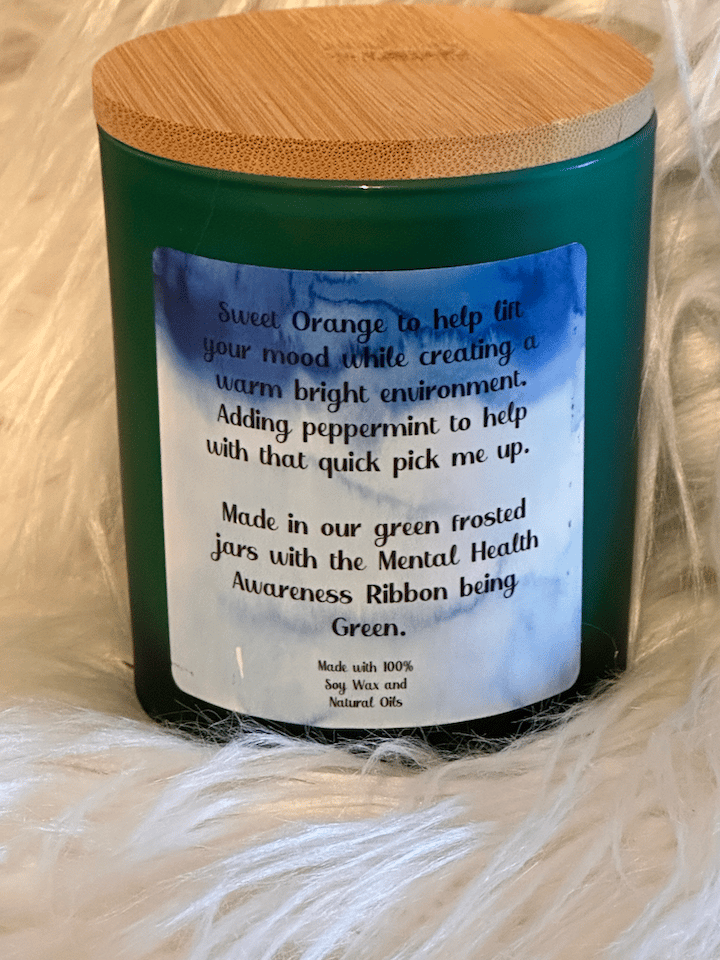 Sweet Orange to help lift
your mood while creating a
warm bright environment.
Adding peppermint to help
with that quick pick me up.
Made in our green frosted
jars with the Mental Health
Awareness Ribbon being
Green.
Made with 100%
Soy Wax and
Natural Oils